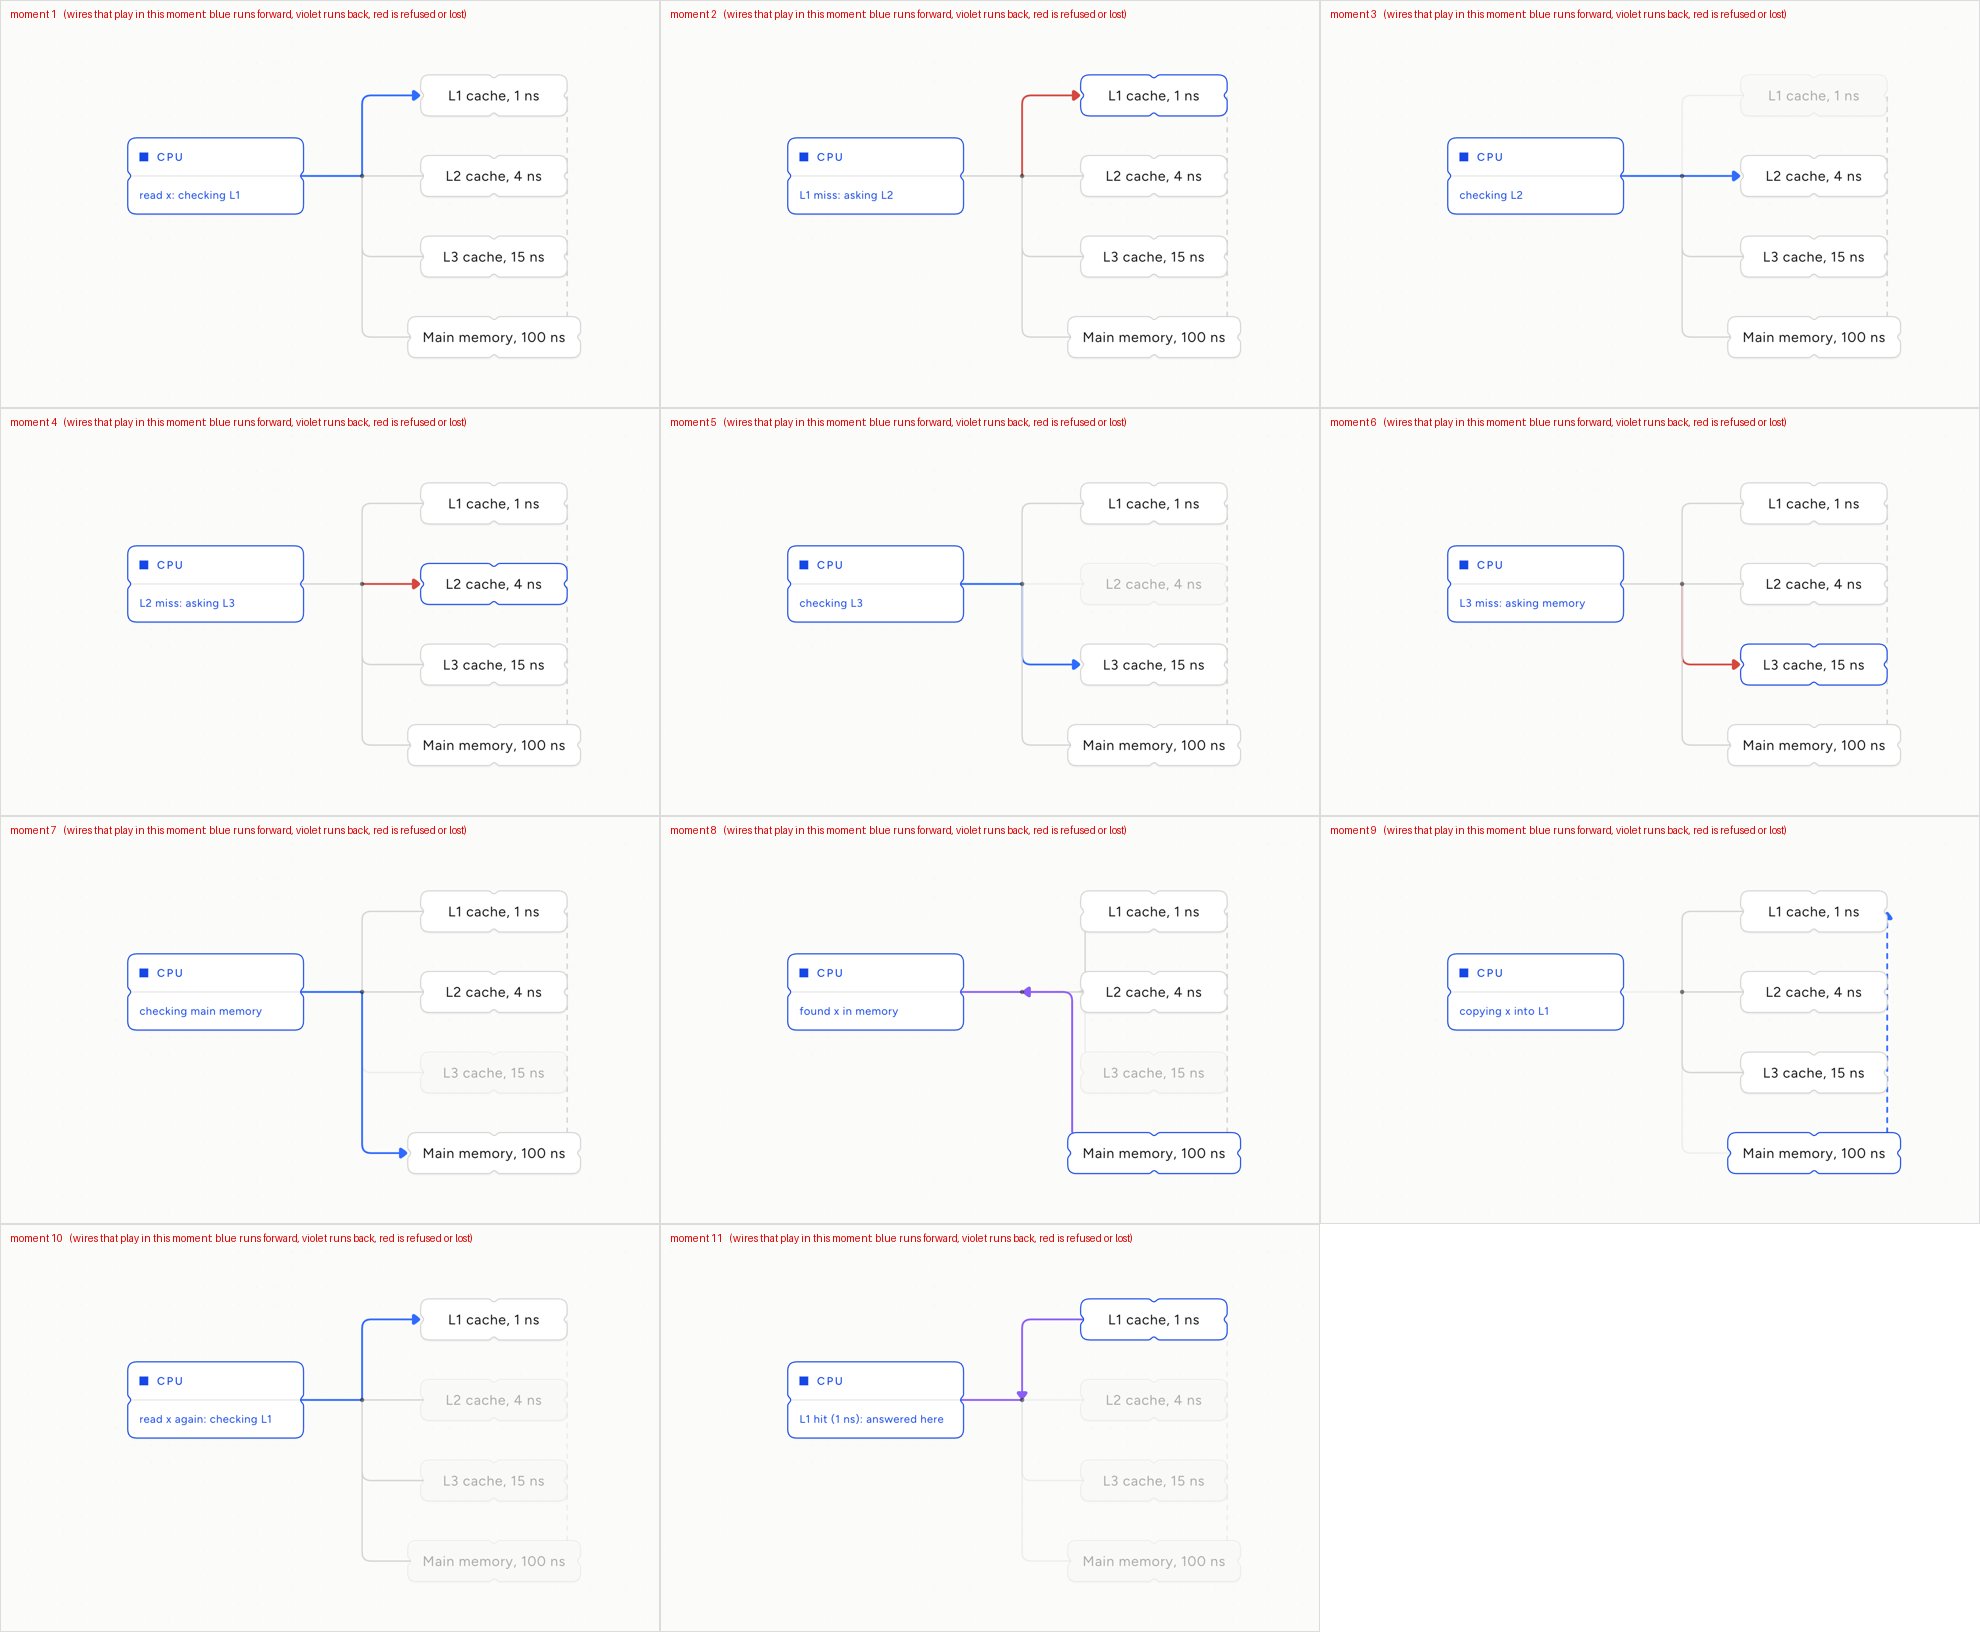 moment 1 (wires that play in this moment: blue runs forward, violet runs back, red is refused or lost)
L1 cache, 1 ns
CPU
L2 cache, 4 ns
read x: checking L1
L3 cache, 15 ns
Main memory, 100 ns
moment 2 (wires that play in this moment: blue runs forward, violet runs back, red is refused or lost)
L1 cache, 1 ns
CPU
L2 cache, 4 ns
L1 miss: asking L2
L3 cache, 15 ns
Main memory, 100 ns
moment 3 (wires that play in this moment: blue runs forward, violet runs back, red is refused or lost)
L1 cache, 1 ns
CPU
L2 cache, 4 ns
checking L2
L3 cache, 15 ns
Main memory, 100 ns
moment 4 (wires that play in this moment: blue runs forward, violet runs back, red is refused or lost)
L1 cache, 1 ns
CPU
L2 cache, 4 ns
L2 miss: asking L3
L3 cache, 15 ns
Main memory, 100 ns
moment 5 (wires that play in this moment: blue runs forward, violet runs back, red is refused or lost)
L1 cache, 1 ns
CPU
L2 cache, 4 ns
checking L3
L3 cache, 15 ns
Main memory, 100 ns
moment 6 (wires that play in this moment: blue runs forward, violet runs back, red is refused or lost)
L1 cache, 1 ns
CPU
L2 cache, 4 ns
L3 miss: asking memory
L3 cache, 15 ns
Main memory, 100 ns
moment 7 (wires that play in this moment: blue runs forward, violet runs back, red is refused or lost)
L1 cache, 1 ns
CPU
L2 cache, 4 ns
checking main memory
L3 cache, 15 ns
Main memory, 100 ns
moment 8 (wires that play in this moment: blue runs forward, violet runs back, red is refused or lost)
L1 cache, 1 ns
CPU
L2 cache, 4 ns
found x in memory
L3 cache, 15 ns
Main memory, 100 ns
moment 9 (wires that play in this moment: blue runs forward, violet runs back, red is refused or lost)
L1 cache, 1 ns
CPU
L2 cache, 4 ns
copying x into L1
L3 cache, 15 ns
Main memory, 100 ns
moment 10 (wires that play in this moment: blue runs forward, violet runs back, red is refused or lost)
L1 cache, 1 ns
CPU
L2 cache, 4 ns
read x again: checking L1
L3 cache, 15 ns
Main memory, 100 ns
moment 11 (wires that play in this moment: blue runs forward, violet runs back, red is refused or lost)
L1 cache, 1 ns
CPU
L2 cache, 4 ns
L1 hit (1 ns): answered here
L3 cache, 15 ns
Main memory, 100 ns